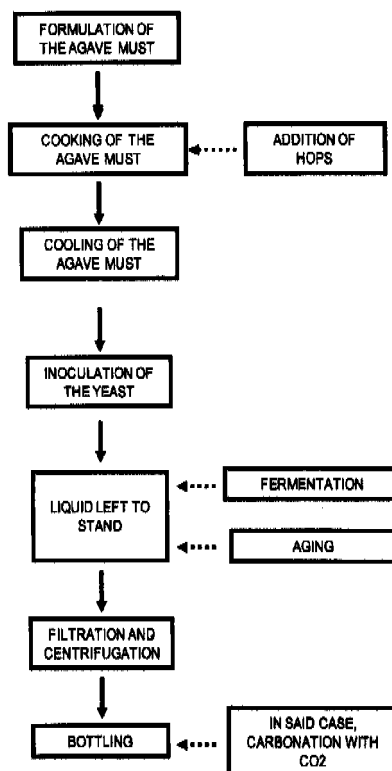 FORMULATION OF
THE AGAVE MUST
COOKING OF THE
AGAVE MUST
ADDITION OF
HOPS
COOLING OF THE
AGAVE MUST
INOCULATION OF
THE YEAST
LIQUID LEFT TO
STAND
FERMENTATION
AGING
FILTRATION AND
CENTRIFUGATION
BOTTLING
IN SAID CASE,
CARBONATION WITH
CO2